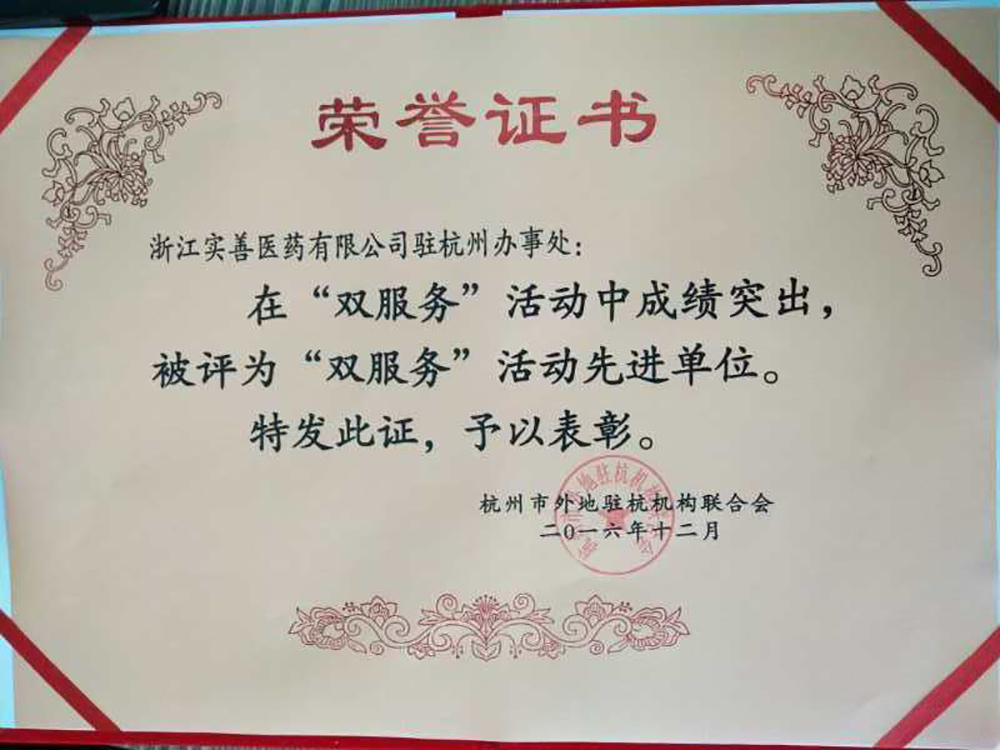 荣誉证书
浙江实善医药有限公司驻杭州办事处：
在“双服务”活动中成绩突出，
被评为“双服务”活动先进单位。
特发此证，予以表彰。
杭州市外地驻杭机构联合会
二0一六年十二月